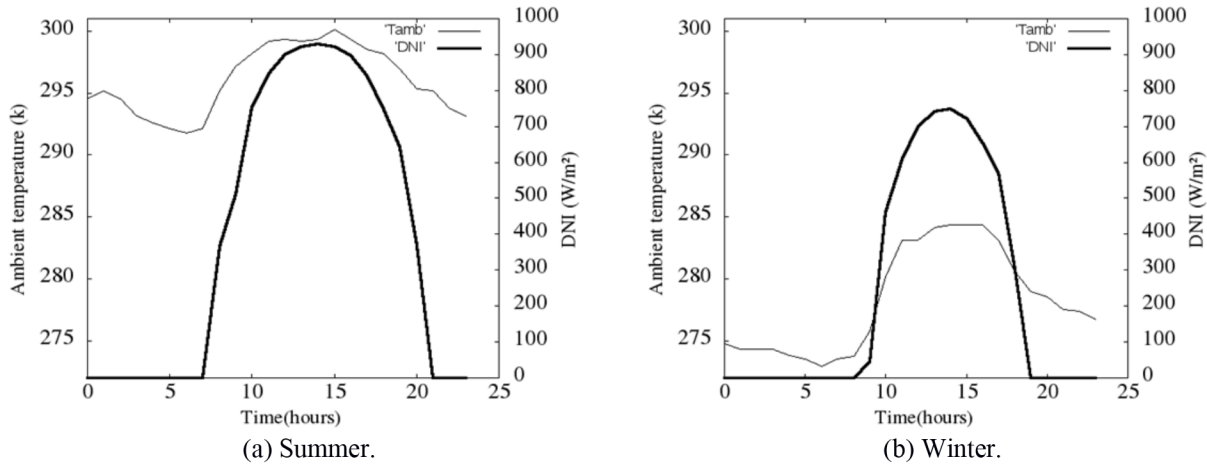 300
295
290
285
280
275
Ambient temperature (k)
'Tamb'
'DNI'
1000
900
800
700
600
500
400
300
200
100
0
DNI (W/m²)
0 5 10 15 20 25
Time(hours)
(a) Summer.
300
295
290
285
280
275
Ambient temperature (k)
'Tamb'
'DNI'
1000
900
800
700
600
500
400
300
200
100
0
DNI (W/m²)
0 5 10 15 20 25
Time(hours)
(b) Winter.